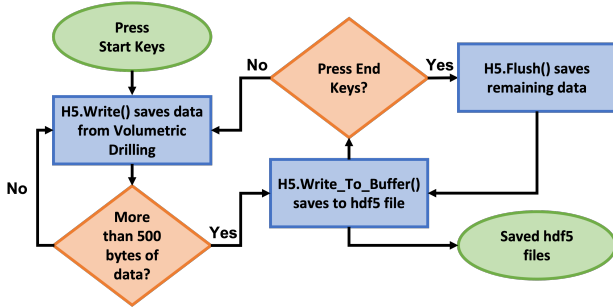 Press
Start Keys
No
Press End
Keys?
Yes
H5.Flush() saves
remaining data
H5.Write() saves data
from Volumetric
Drilling
No
H5.Write_To_Buffer()
saves to hdf5 file
More
than 500
bytes of
data?
Yes
Saved hdf5
files